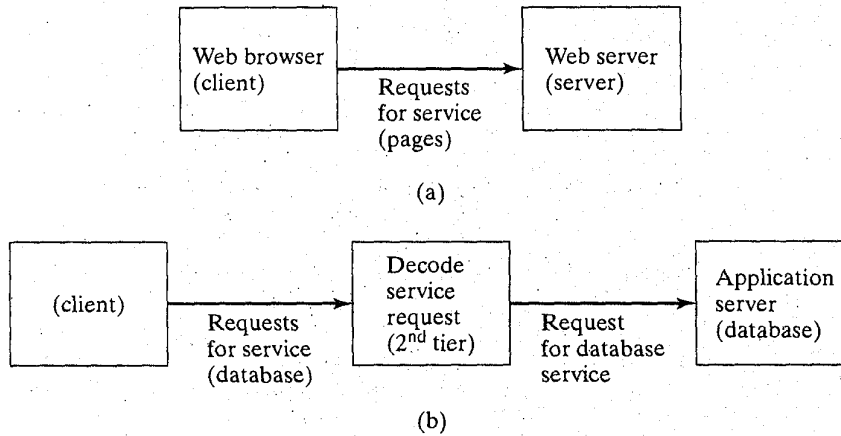 Web browser
(client)
Requests
for service
(pages)
Web server
(server)
(a)
(client)
Requests
for service
(database)
Decode
service
request
(2nd tier)
Request
for database
service
Application
server
(database)
(b)